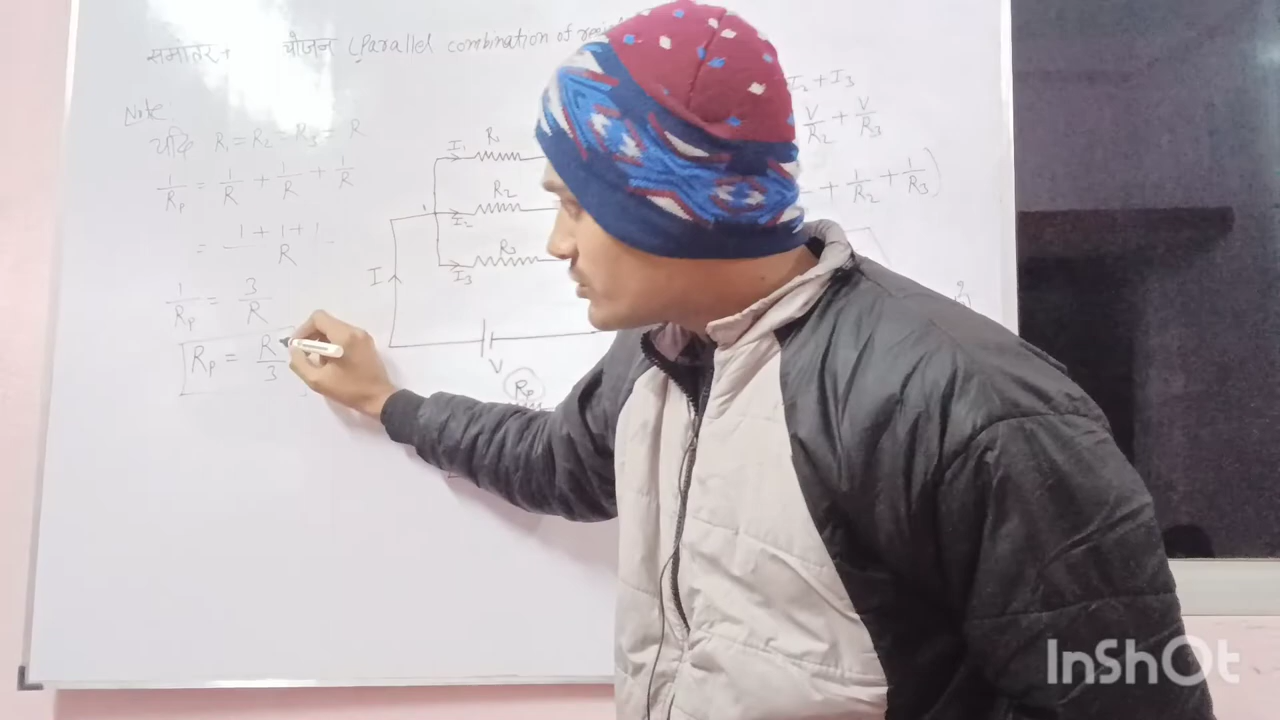 समांतर + योजन (Parallel combination of
Note
यदि R₁ = R₂ = R₃ = R
1/Rₚ = 1/R + 1/R + 1/R
= 1 + 1 + 1 / R
1/Rₚ = 3/R
Rₚ = R/3
I₁ R₁
I₂ R₂
I₃ R₃
I
V
Rₚ
I₂ + I₃
V/R₂ + V/R₃
+ 1/R₂ + 1/R₃)
InShOt